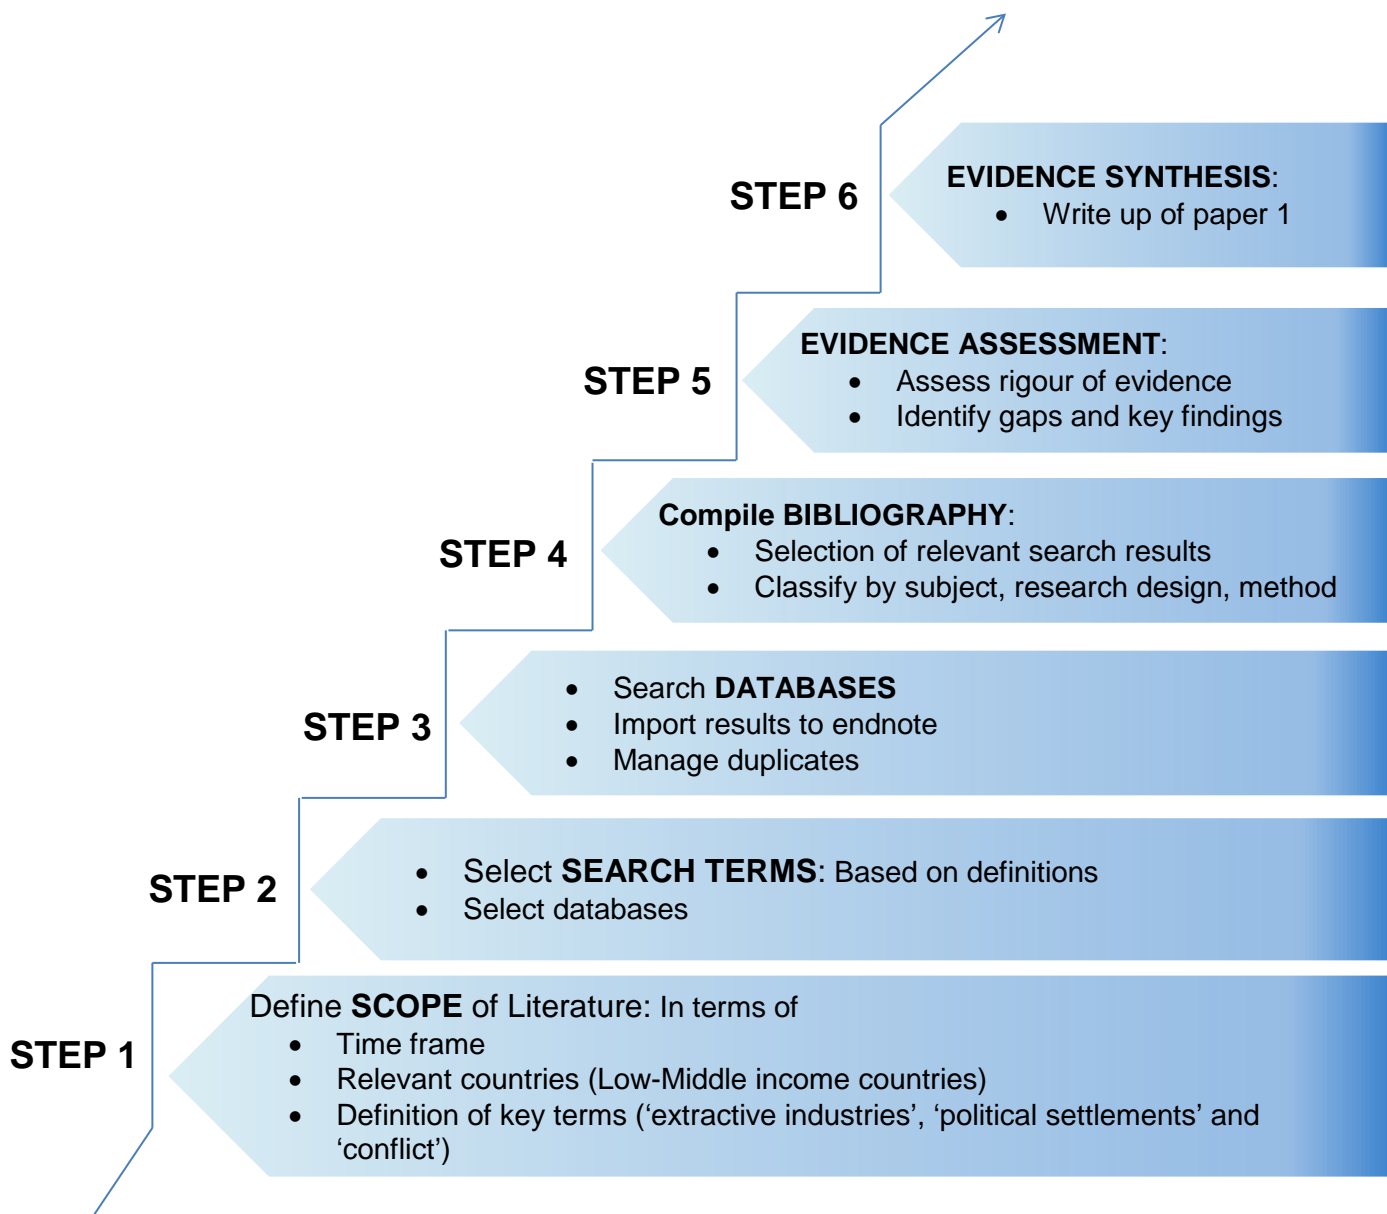 STEP 6
EVIDENCE SYNTHESIS:
• Write up of paper 1
STEP 5
EVIDENCE ASSESSMENT:
• Assess rigour of evidence
• Identify gaps and key findings
STEP 4
Compile BIBLIOGRAPHY:
• Selection of relevant search results
• Classify by subject, research design, method
STEP 3
• Search DATABASES
• Import results to endnote
• Manage duplicates
STEP 2
• Select SEARCH TERMS: Based on definitions
• Select databases
STEP 1
Define SCOPE of Literature: In terms of
• Time frame
• Relevant countries (Low-Middle income countries)
• Definition of key terms (‘extractive industries’, ‘political settlements’ and
‘conflict’)